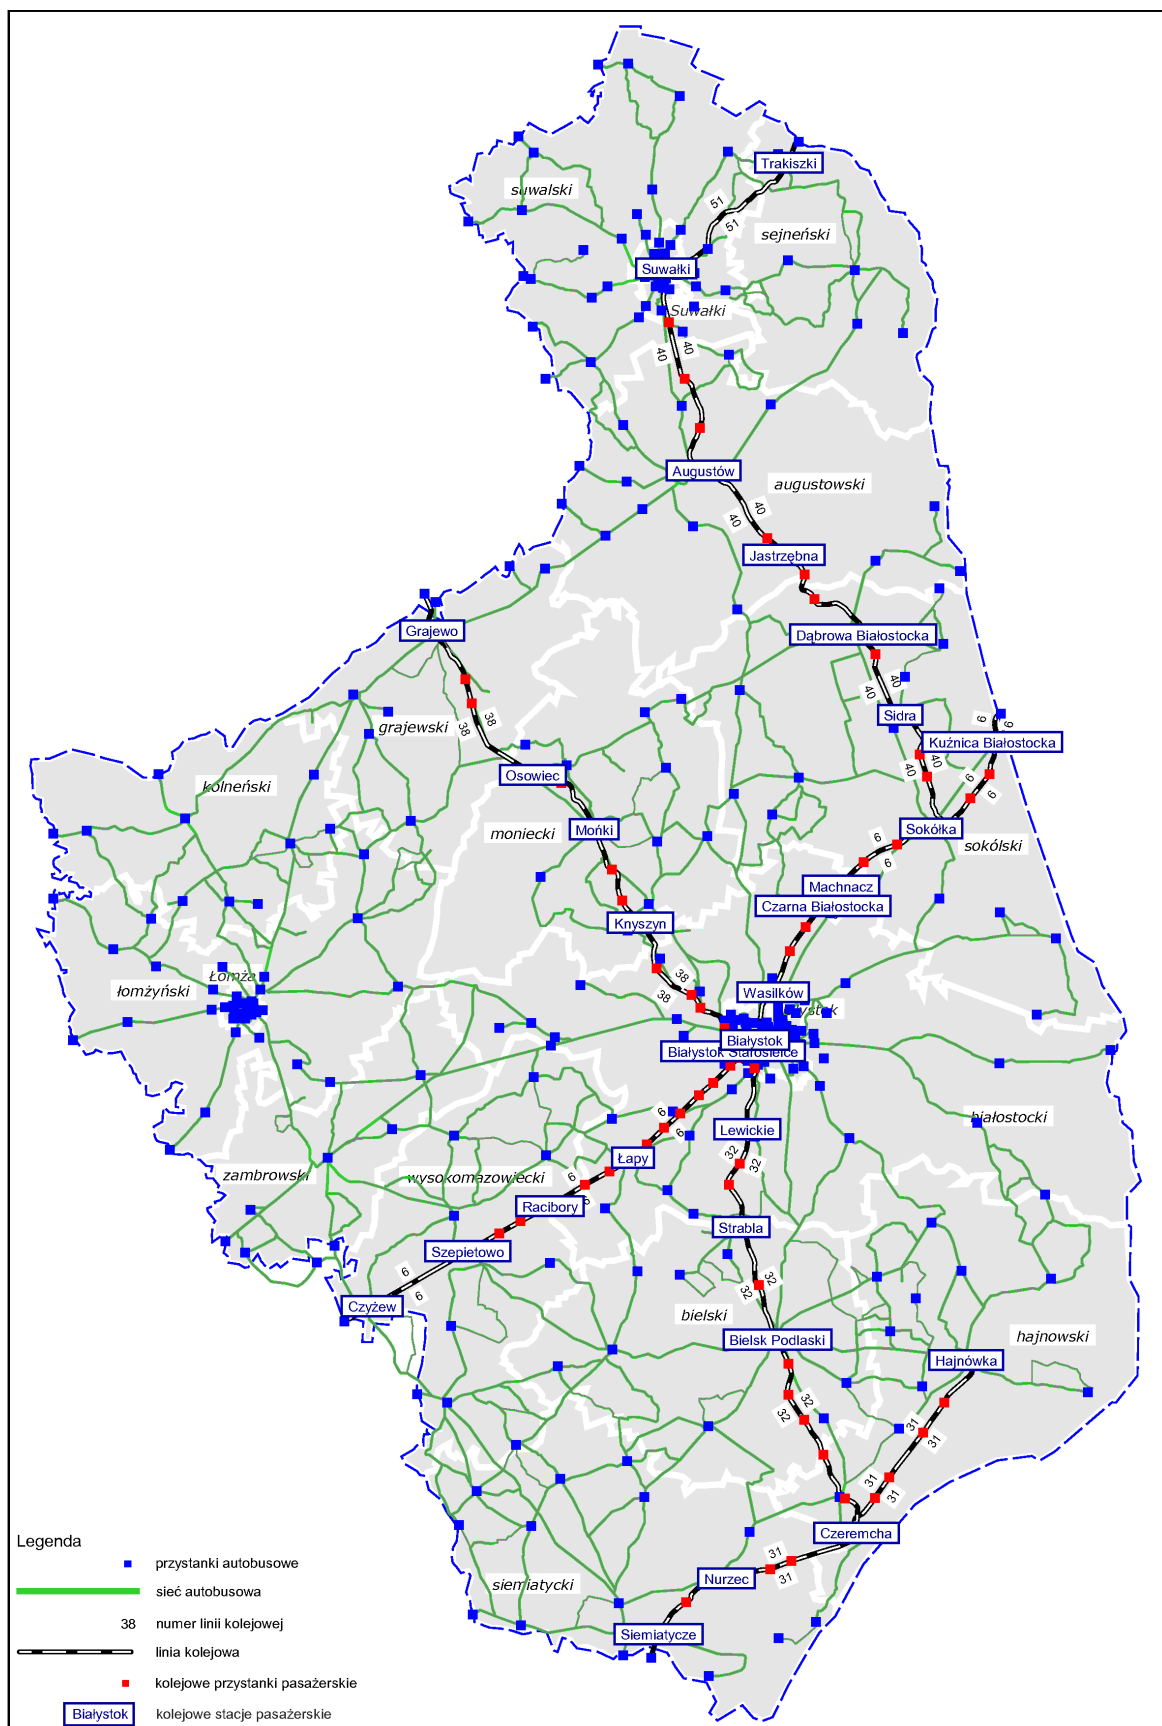 Trakiszki
suwalski
51
51
sejneński
Suwałki
Suwałki
40
40
Augustów
augustowski
40
40
Jastrzębna
Grajewo
Dąbrowa Białostocka
40
40
Sidra
6
6
grajewski
38
38
Kuźnica Białostocka
40
40
Osowiec
6
6
kolneński
moniecki
Mońki
Sokółka
6
6
sokólski
Machnacz
Czarna Białostocka
Knyszyn
Łomża
łomżyński
38
38
Wasilków
Białystok
Białystok Starosielce
białostocki
6
6
Lewickie
32
32
Łapy
zambrowski
wysokomazowiecki
6
6
Racibory
Strabla
Szepietowo
6
6
32
32
Czyżew
bielski
Bielsk Podlaski
hajnowski
Hajnówka
32
32
31
31
31
31
Czeremcha
31
31
Nurzec
siemiatycki
Siemiatycze
Legenda
przystanki autobusowe
sieć autobusowa
38 numer linii kolejowej
linia kolejowa
kolejowe przystanki pasażerskie
Białystok kolejowe stacje pasażerskie